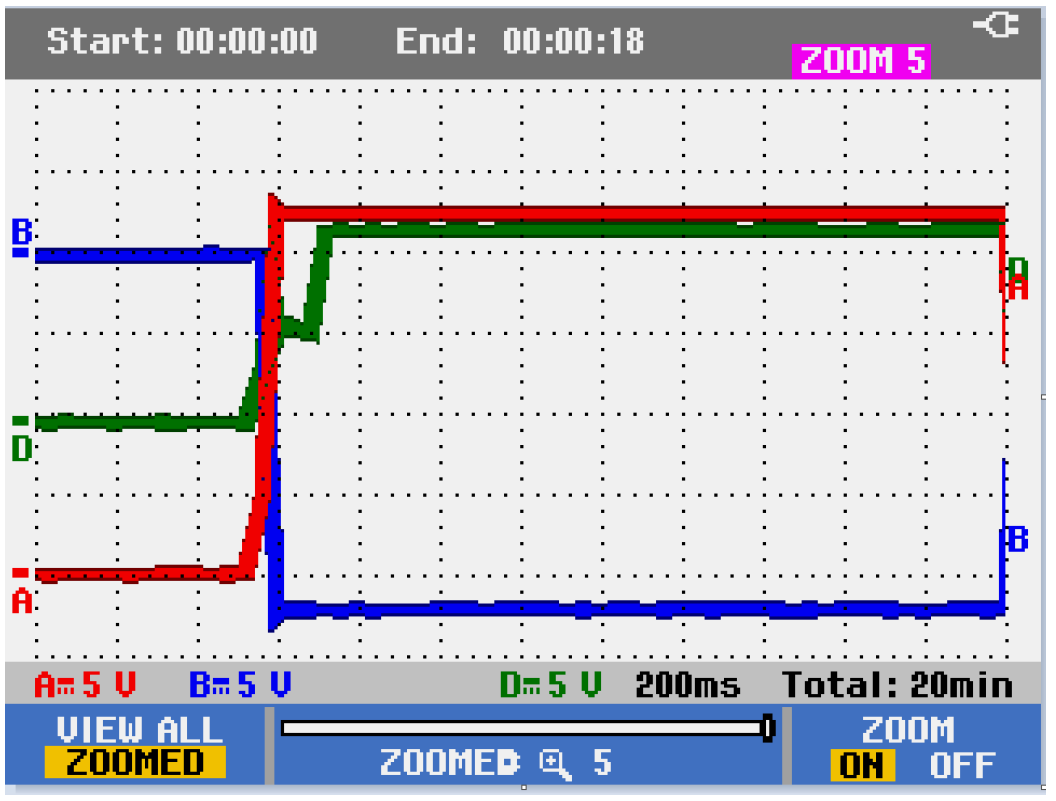 Start: 00:00:00 End: 00:00:18
ZOOM 5
B
D
A
D
A
B
A 5 V B 5 V D 5 V 200ms Total: 20min
VIEW ALL ZOOM
ZOOMED ZOOMED 5 ON OFF